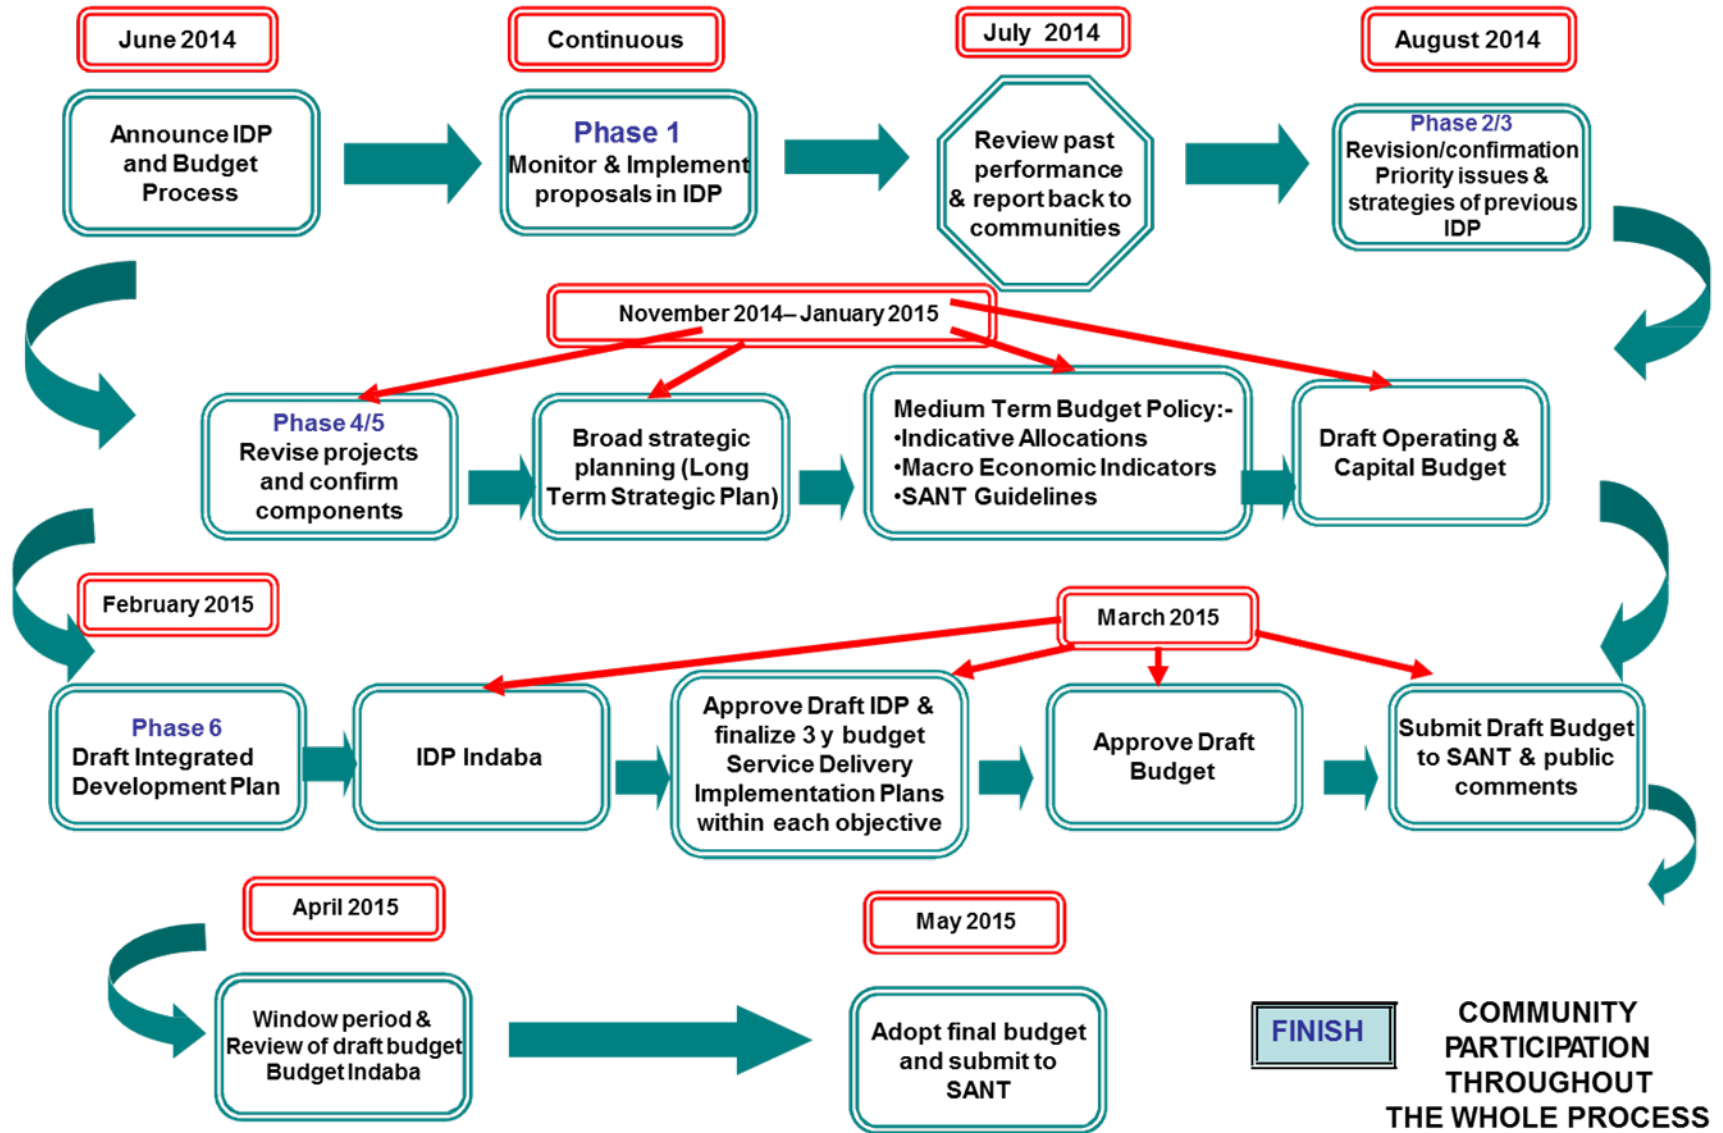 June 2014
Continuous
July 2014
August 2014
Announce IDP
and Budget
Process
Phase 1
Monitor & Implement
proposals in IDP
Review past
performance
& report back to
communities
Phase 2/3
Revision/confirmation
Priority issues &
strategies of previous
IDP
November 2014– January 2015
Phase 4/5
Revise projects
and confirm
components
Broad strategic
planning (Long
Term Strategic Plan)
Medium Term Budget Policy:-
•Indicative Allocations
•Macro Economic Indicators
•SANT Guidelines
Draft Operating &
Capital Budget
February 2015
March 2015
Phase 6
Draft Integrated
Development Plan
IDP Indaba
Approve Draft IDP &
finalize 3 y budget
Service Delivery
Implementation Plans
within each objective
Approve Draft
Budget
Submit Draft Budget
to SANT & public
comments
April 2015
May 2015
Window period &
Review of draft budget
Budget Indaba
Adopt final budget
and submit to
SANT
FINISH
COMMUNITY
PARTICIPATION
THROUGHOUT
THE WHOLE PROCESS